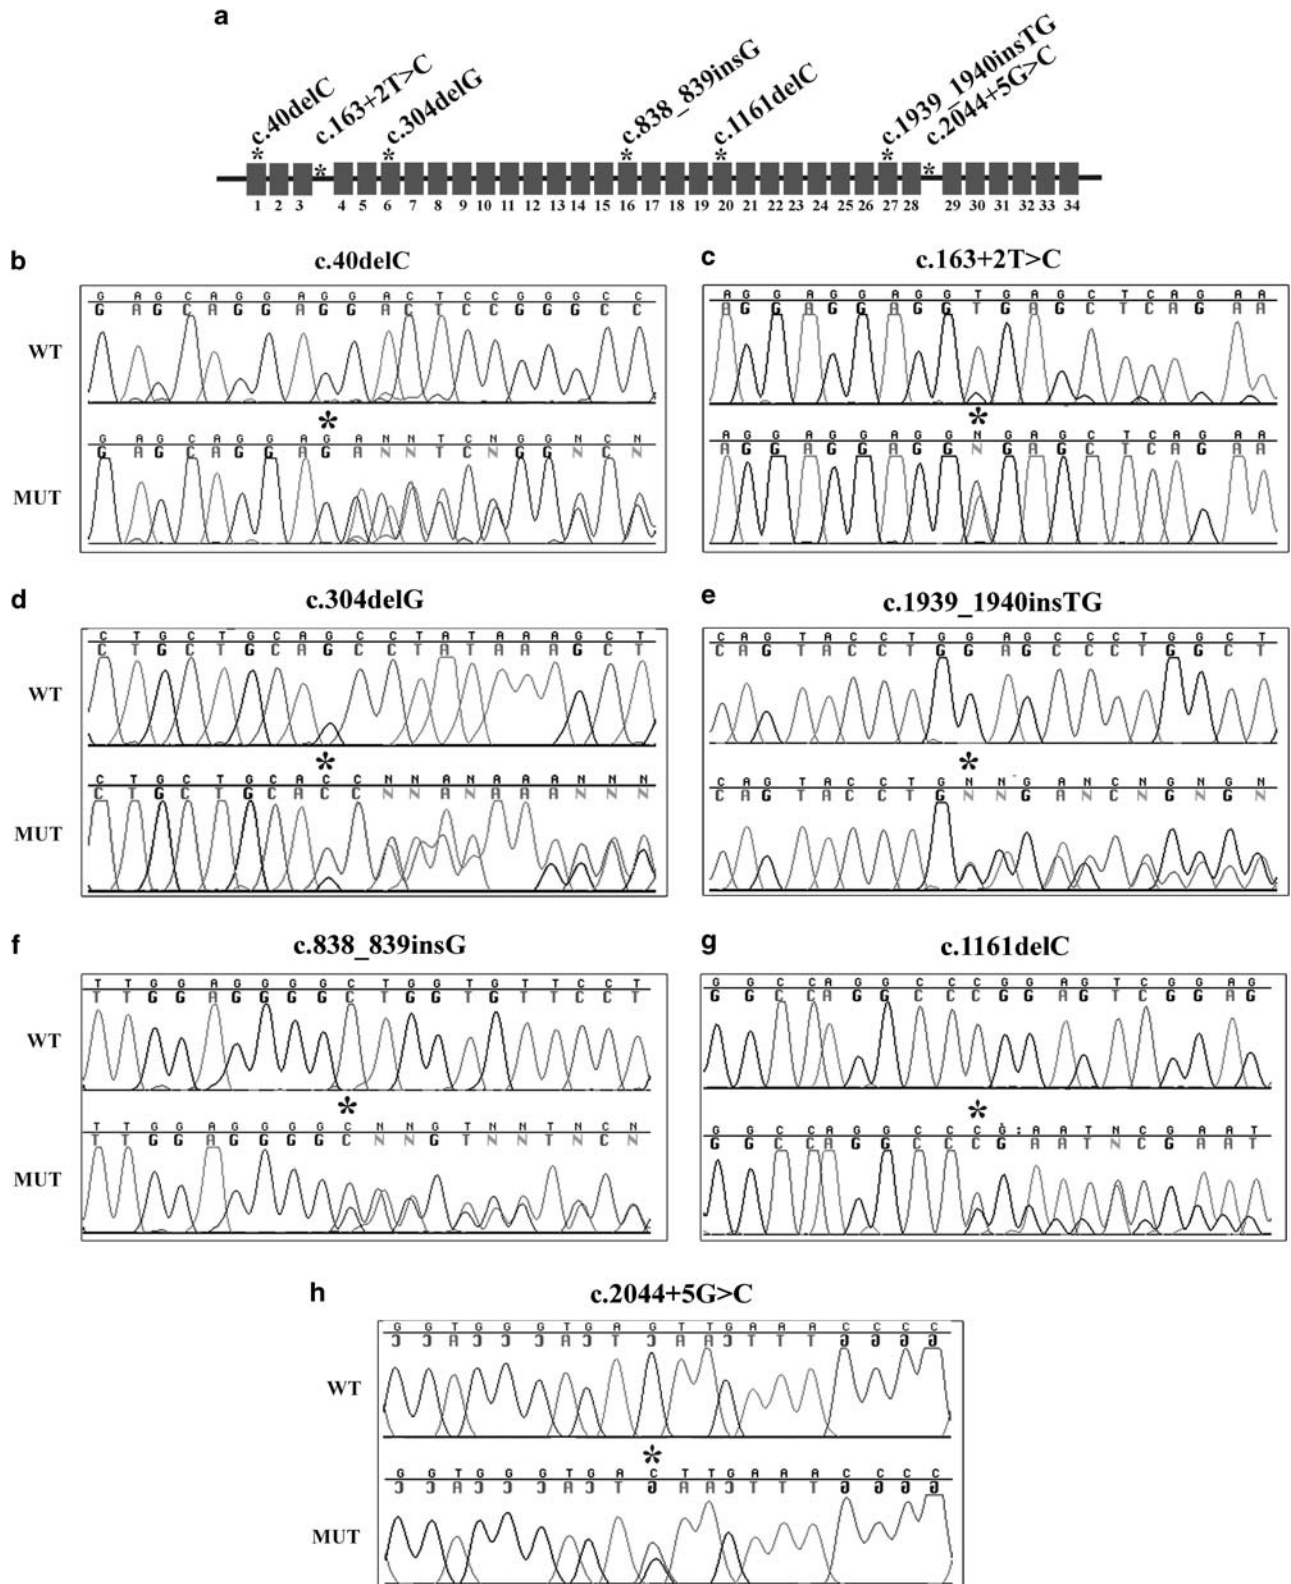 a
c.40delC
c.163+2T>C
c.304delG
c.838_839insG
c.1161delC
c.1939_1940insTG
c.2044+5G>C
* * * * * * *
1 2 3 4 5 6 7 8 9 10 11 12 13 14 15 16 17 18 19 20 21 22 23 24 25 26 27 28 29 30 31 32 33 34
b
c.40delC
WT
G A G C A G G A G G A C T C C G G G C C
G A G C A G G A G G A C T C C G G G C C
*
MUT
G A G C A G G A G A N N T C N G G N C N
G A G C A G G A G A N N T C N G G N C N
c
c.163+2T>C
A G G A G G A G G T G A G C T C A G A A
A G G A G G A G G T G A G C T C A G A A
*
A G G A G G A G G N G A G C T C A G A A
A G G A G G A G G N G A G C T C A G A A
d
c.304delG
WT
C T G C T G C A G C C T A T A A A G C T
C T G C T G C A G C C T A T A A A G C T
*
MUT
C T G C T G C A C C N N A N A A A N N N
C T G C T G C A C C N N A N A A A N N N
e
c.1939_1940insTG
C A G T A C C T G G A G C C C T G G C T
C A G T A C C T G G A G C C C T G G C T
*
C A G T A C C T G N N G A N C N G N G N
C A G T A C C T G N N G A N C N G N G N
f
c.838_839insG
WT
T T G G A G G G G C T G G T G T T C C T
T T G G A G G G G C T G G T G T T C C T
*
MUT
T T G G A G G G G C N N G T N N T N C N
T T G G A G G G G C N N G T N N T N C N
g
c.1161delC
G G C C A G G C C C G G A G T C G G A G
G G C C A G G C C C G G A G T C G G A G
*
G G C C A G G C C C G : A A T N C G A A T
G G C C A G G C C C G A A T N C G A A T
h
c.2044+5G>C
WT
G G T G G G T G A G T T G A A A C C C C
C C A C C C A C T C A A C T T T G G G G
*
MUT
G G T G G G T G A C T T G A A A C C C C
C C A C C C A C T G A A C T T T G G G G